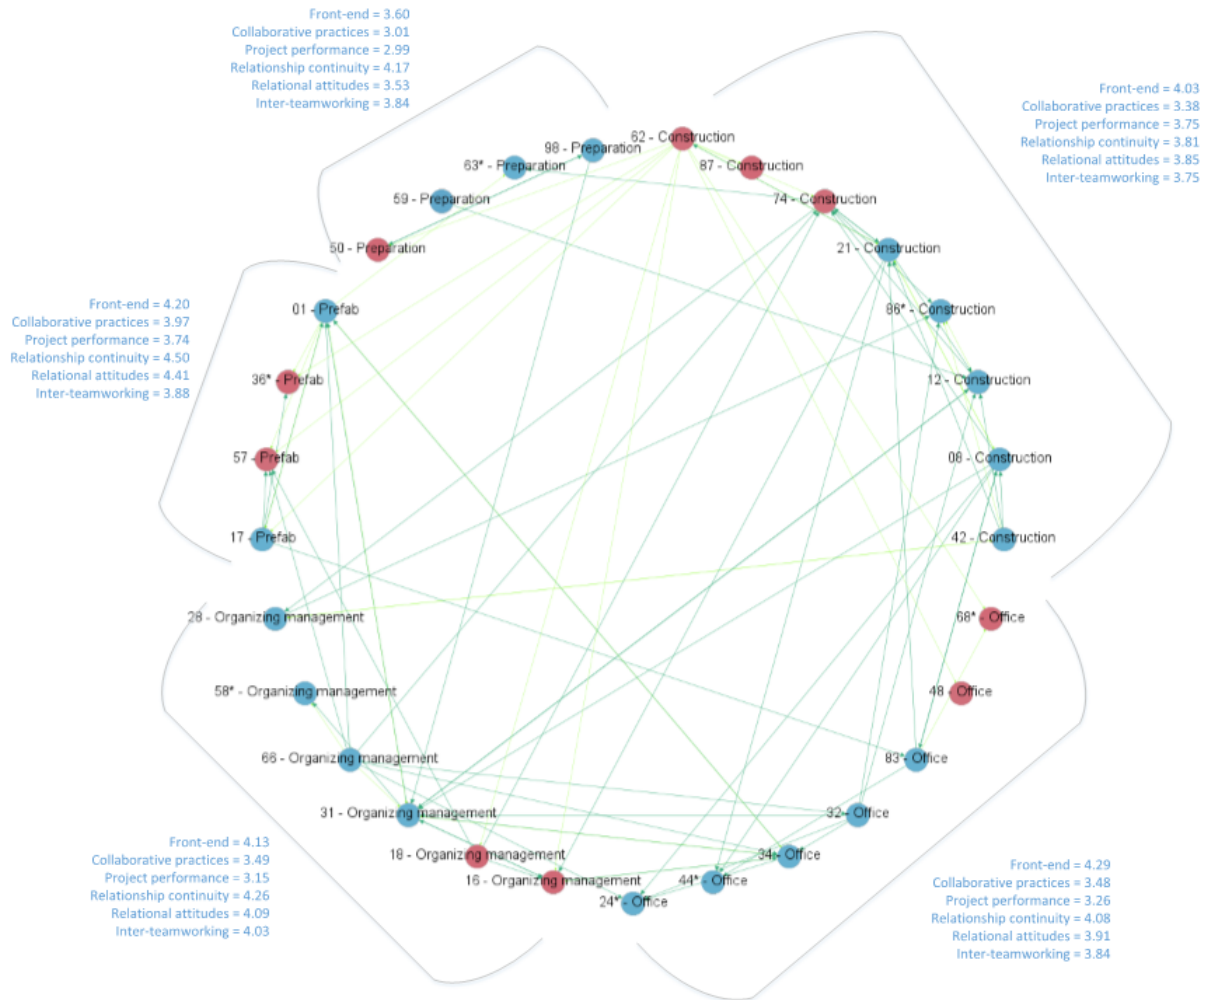 Front-end = 3.60
Collaborative practices = 3.01
Project performance = 2.99
Relationship continuity = 4.17
Relational attitudes = 3.53
Inter-teamworking = 3.84
Front-end = 4.03
Collaborative practices = 3.38
Project performance = 3.75
Relationship continuity = 3.81
Relational attitudes = 3.85
Inter-teamworking = 3.75
62 - Construction
98 - Preparation
63* - Preparation
87 - Construction
59 - Preparation
74 - Construction
50 - Preparation
21 - Construction
Front-end = 4.20
Collaborative practices = 3.97
Project performance = 3.74
Relationship continuity = 4.50
Relational attitudes = 4.41
Inter-teamworking = 3.88
01 - Prefab
86* - Construction
36* - Prefab
12 - Construction
57 - Prefab
08 - Construction
17 - Prefab
42 - Construction
28 - Organizing management
68* - Office
58* - Organizing management
48 - Office
66 - Organizing management
83* - Office
31 - Organizing management
32 - Office
18 - Organizing management
34 - Office
16 - Organizing management
44* - Office
24* - Office
Front-end = 4.13
Collaborative practices = 3.49
Project performance = 3.15
Relationship continuity = 4.26
Relational attitudes = 4.09
Inter-teamworking = 4.03
Front-end = 4.29
Collaborative practices = 3.48
Project performance = 3.26
Relationship continuity = 4.08
Relational attitudes = 3.91
Inter-teamworking = 3.84